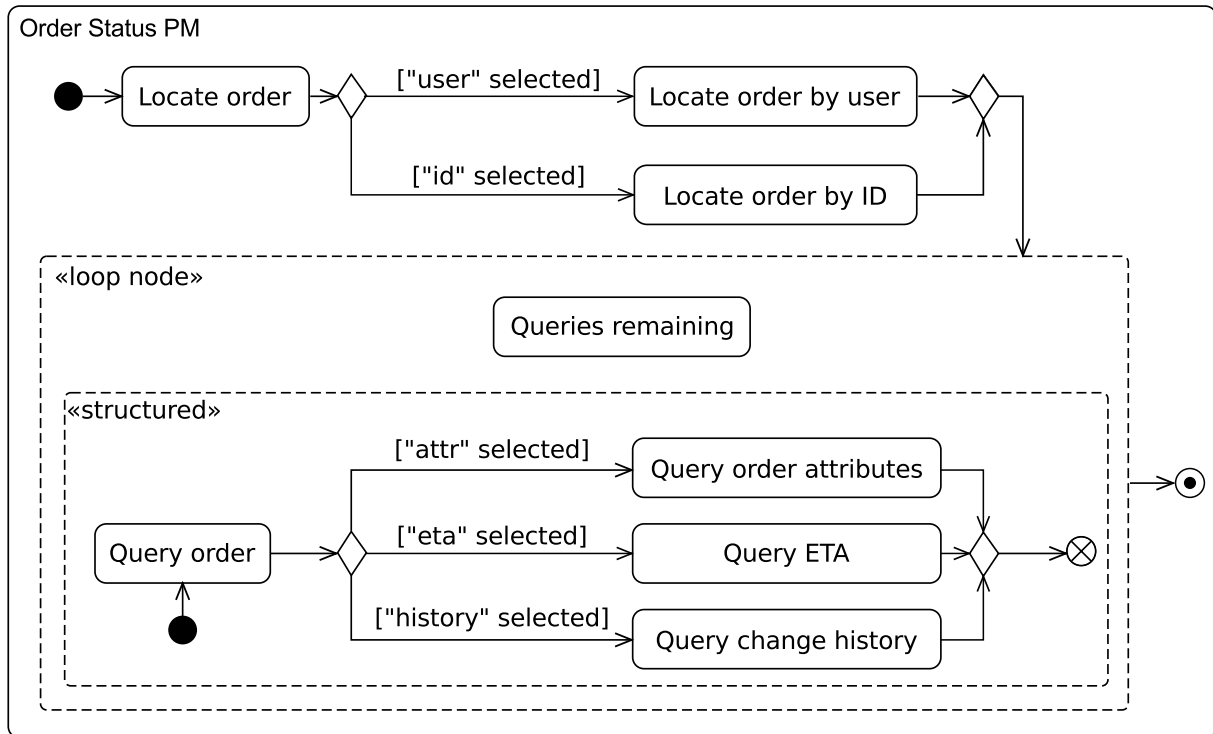 Order Status PM
Locate order
["user" selected]
Locate order by user
["id" selected]
Locate order by ID
«loop node»
Queries remaining
«structured»
["attr" selected]
Query order attributes
Query order
["eta" selected]
Query ETA
["history" selected]
Query change history